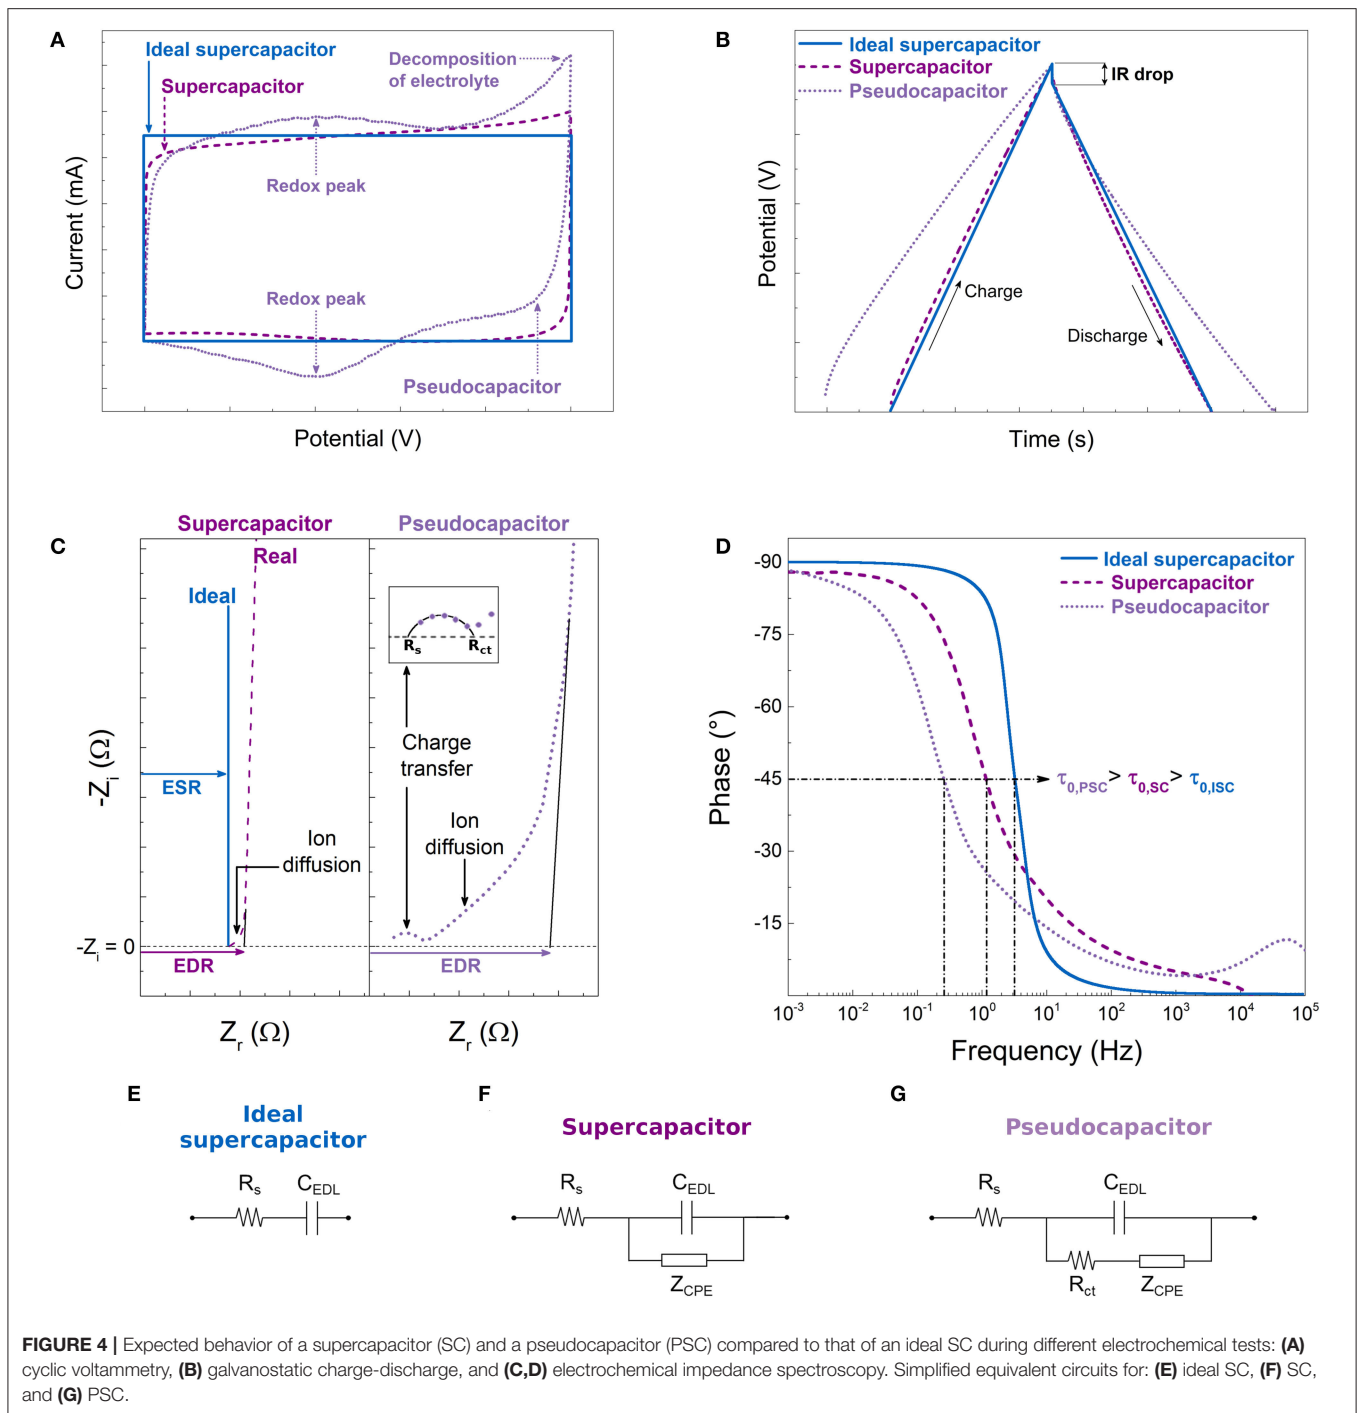 A
Ideal supercapacitor
Supercapacitor
Decomposition
of electrolyte
Redox peak
Redox peak
Pseudocapacitor
Current (mA)
Potential (V)
B
Ideal supercapacitor
Supercapacitor
Pseudocapacitor
IR drop
Charge
Discharge
Potential (V)
Time (s)
C
Supercapacitor
Pseudocapacitor
Real
Ideal
ESR
Ion
diffusion
EDR
Rs
Rct
Charge
transfer
Ion
diffusion
EDR
-Zi (Ω)
-Zi = 0
Zr (Ω)
Zr (Ω)
D
Ideal supercapacitor
Supercapacitor
Pseudocapacitor
-90
-75
-60
-45
-30
-15
τ0,PSC > τ0,SC > τ0,ISC
Phase (°)
10-3 10-2 10-1 100 101 102 103 104 105
Frequency (Hz)
E
Ideal
supercapacitor
Rs CEDL
F
Supercapacitor
Rs CEDL
ZCPE
G
Pseudocapacitor
Rs CEDL
Rct ZCPE
FIGURE 4 | Expected behavior of a supercapacitor (SC) and a pseudocapacitor (PSC) compared to that of an ideal SC during different electrochemical tests: (A)
cyclic voltammetry, (B) galvanostatic charge-discharge, and (C,D) electrochemical impedance spectroscopy. Simplified equivalent circuits for: (E) ideal SC, (F) SC,
and (G) PSC.